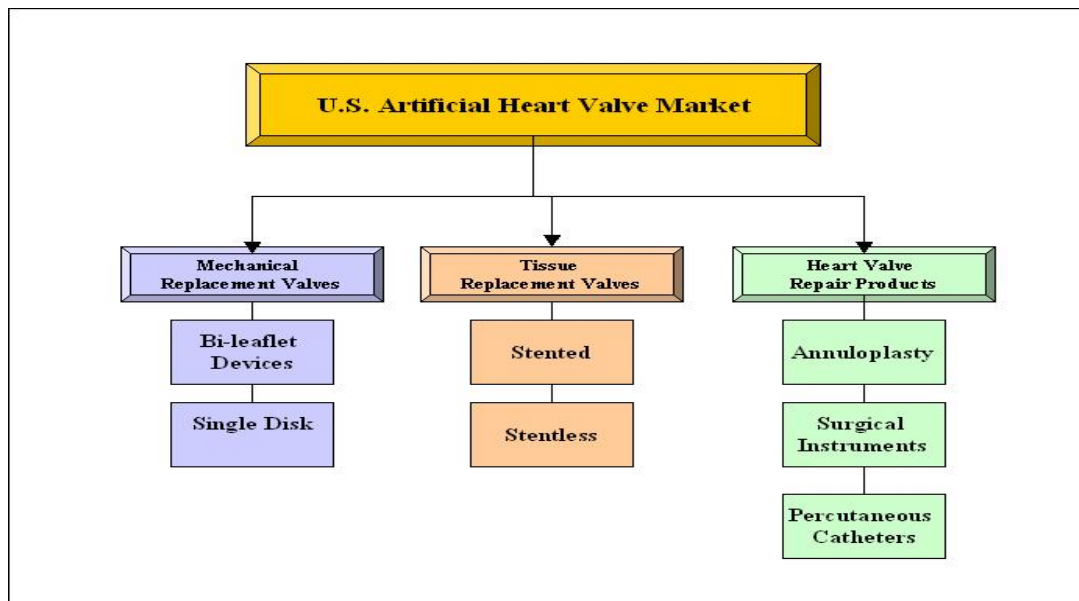 U.S. Artificial Heart Valve Market
Mechanical
Replacement Valves
Bi-leaflet
Devices
Single Disk
Tissue
Replacement Valves
Stented
Stentless
Heart Valve
Repair Products
Annuloplasty
Surgical
Instruments
Percutaneous
Catheters